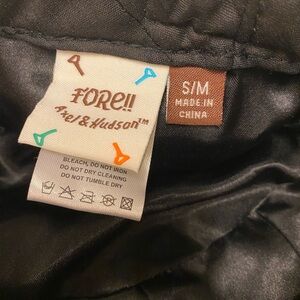 FORE!!
Axel & Hudson™
S/M
MADE IN
CHINA
BLEACH, DO NOT IRON
DO NOT DRY CLEANING
DO NOT TUMBLE DRY